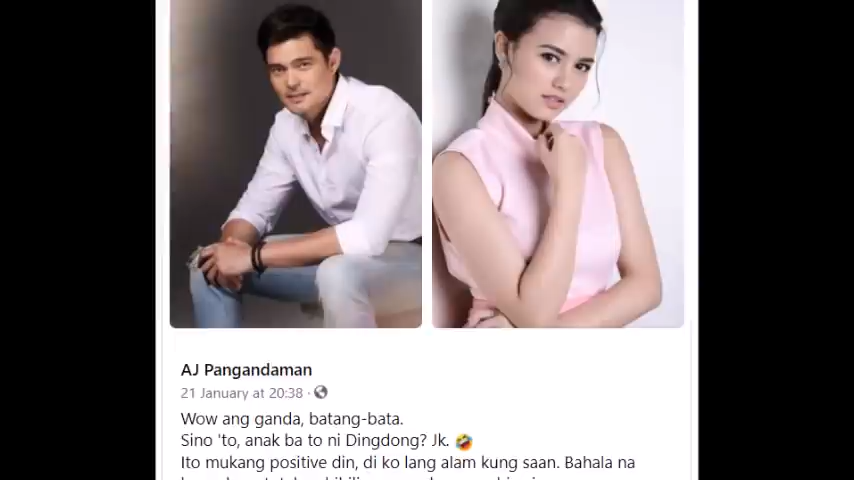 AJ Pangandaman
21 January at 20:38 ·
Wow ang ganda, batang-bata.
Sino 'to, anak ba to ni Dingdong? Jk. 🤣
Ito mukang positive din, di ko lang alam kung saan. Bahala na